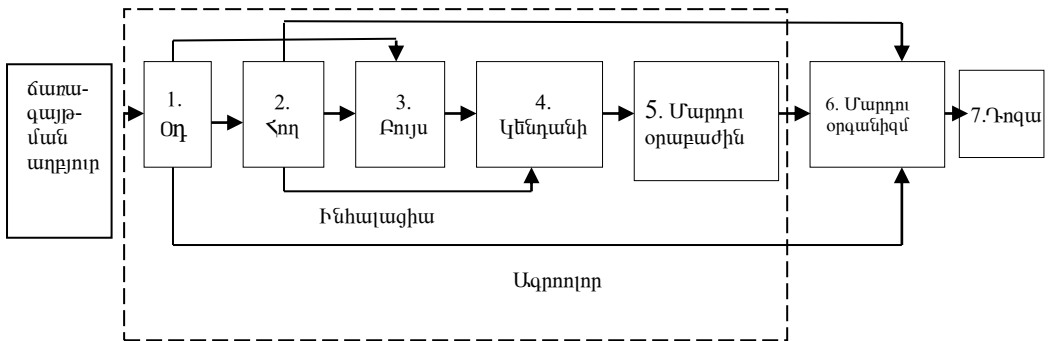 ճառա-
գայթ-
ման
աղբյուր
1.
Օդ
2.
Հող
3.
Բույս
4.
Կենդանի
5. Մարդու
օրաբաժին
6. Մարդու
օրգանիզմ
7.Դոզա
Ինհալացիա
Ագրոոլոր